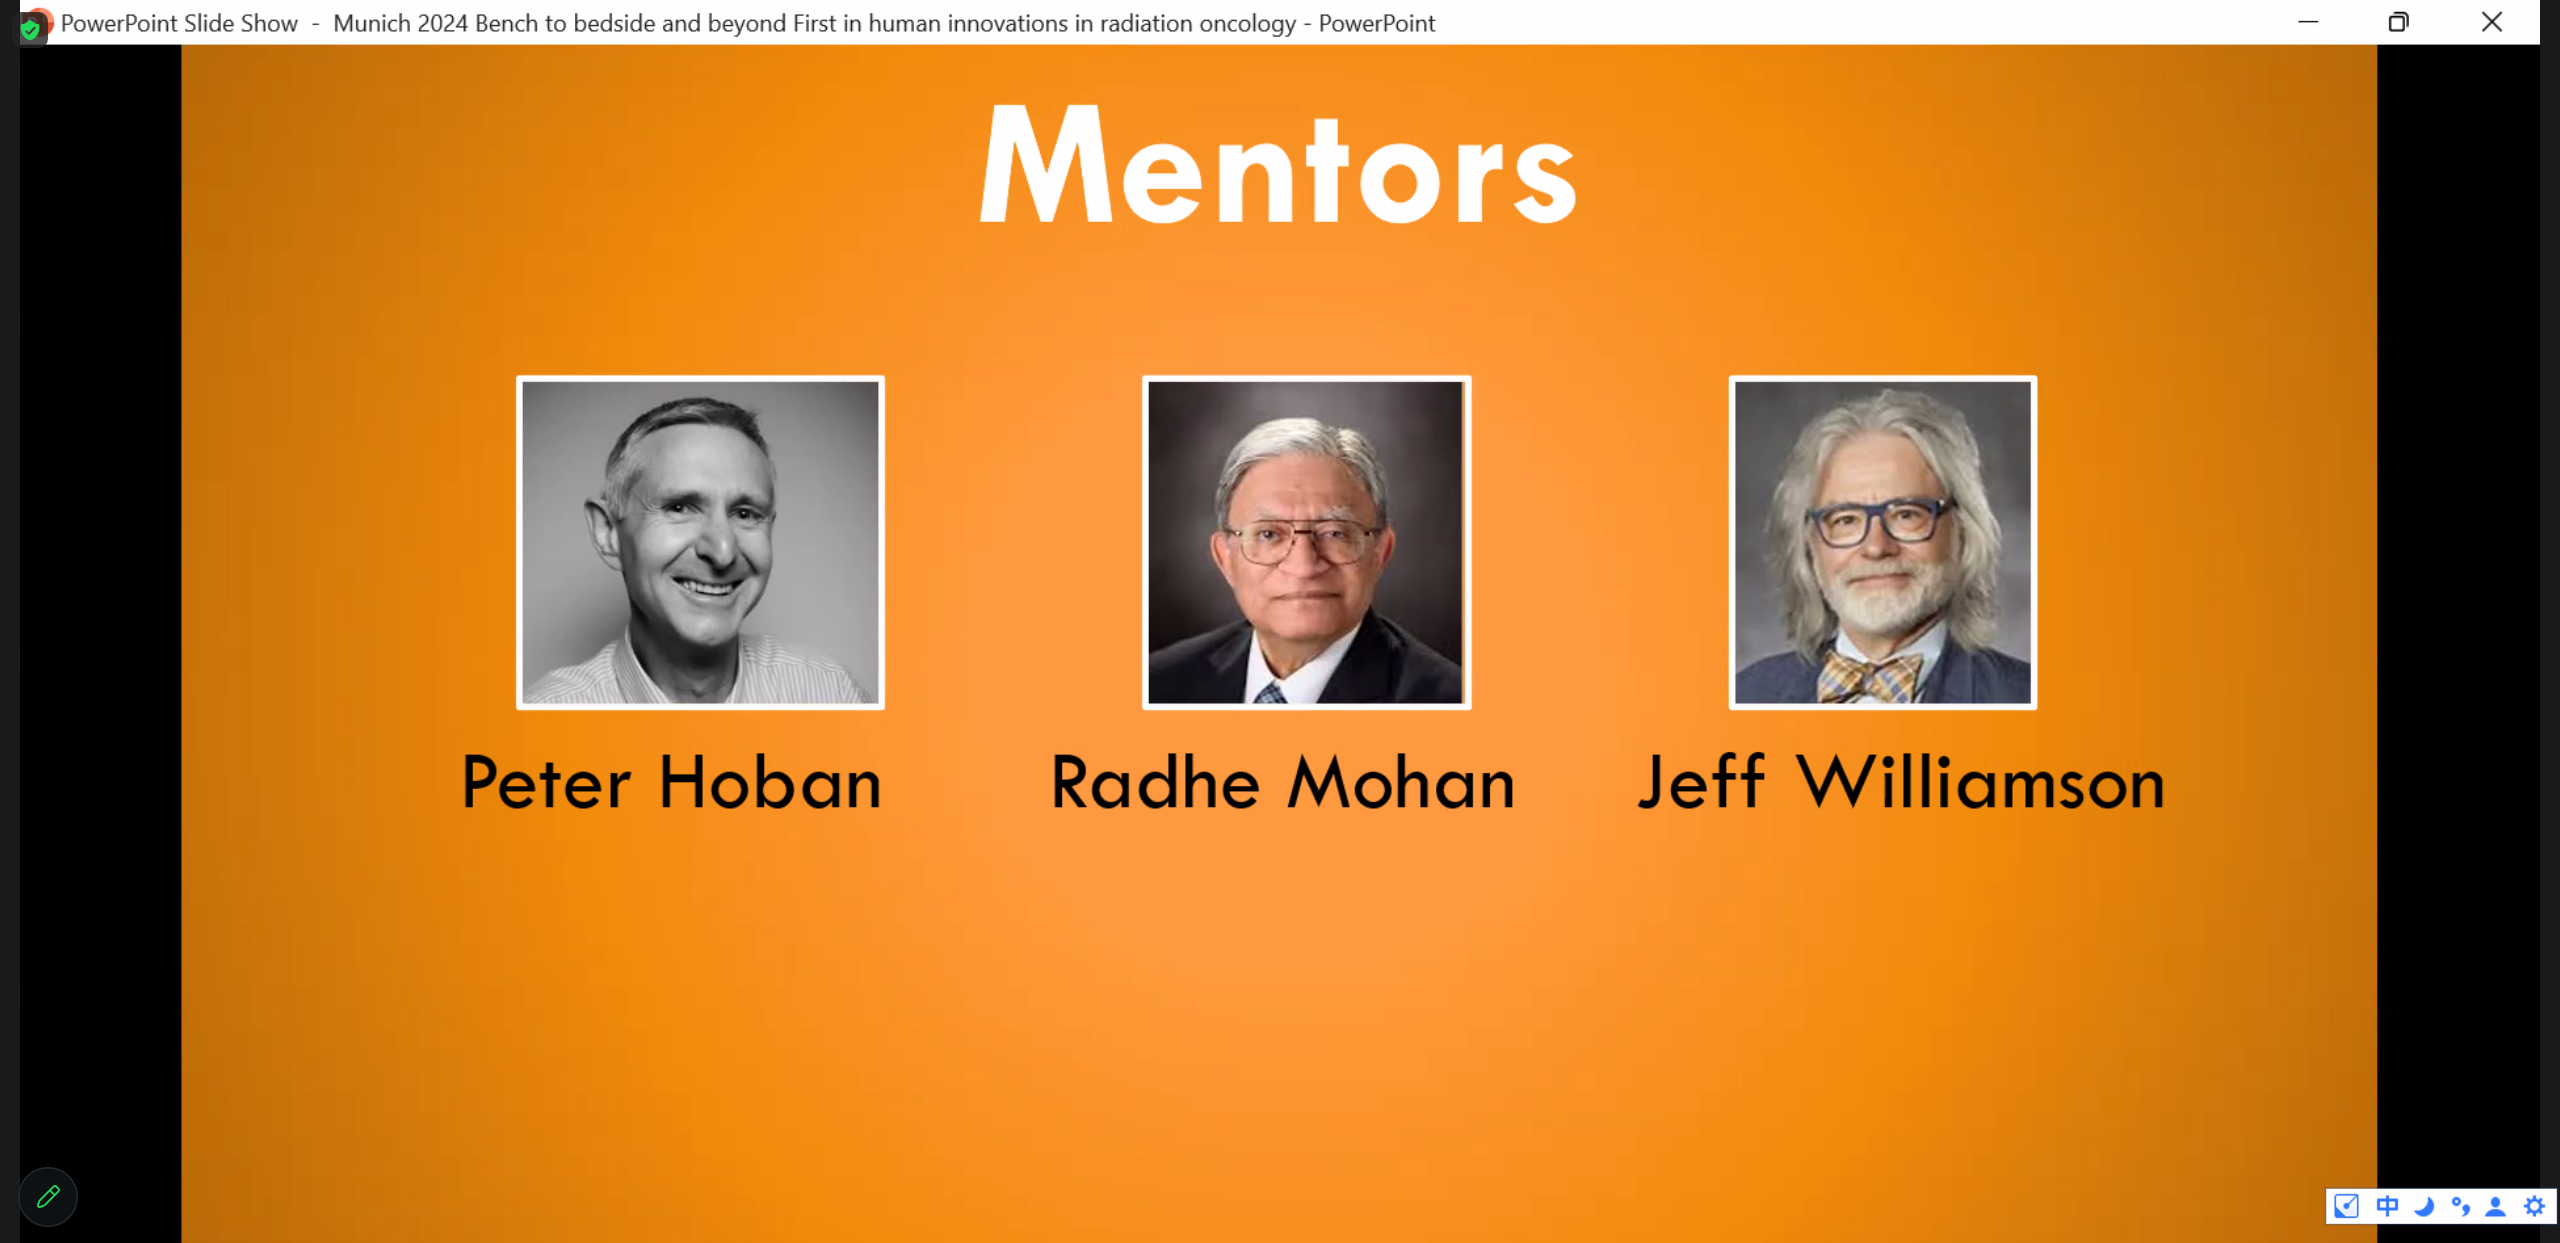 PowerPoint Slide Show - Munich 2024 Bench to bedside and beyond First in human innovations in radiation oncology - PowerPoint
Mentors
Peter Hoban
Radhe Mohan
Jeff Williamson
中